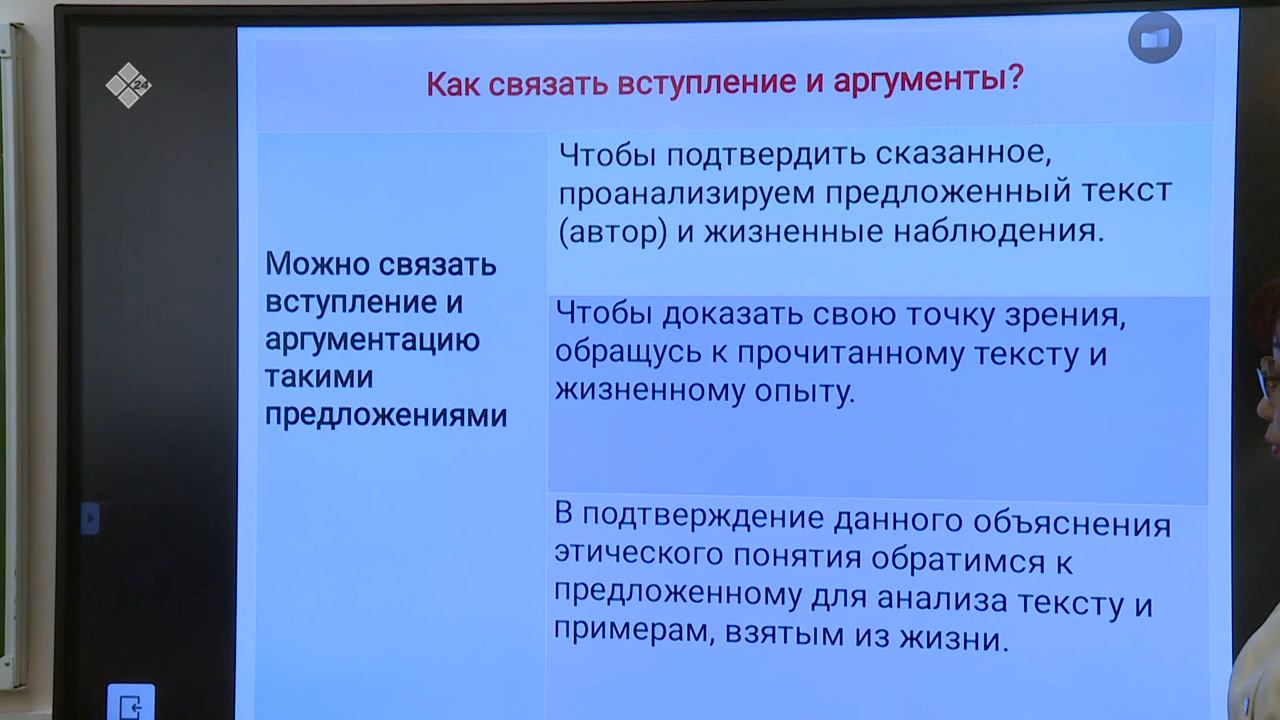 24
Как связать вступление и аргументы?
Можно связать
вступление и
аргументацию
такими
предложениями
Чтобы подтвердить сказанное,
проанализируем предложенный текст
(автор) и жизненные наблюдения.
Чтобы доказать свою точку зрения,
обращусь к прочитанному тексту и
жизненному опыту.
В подтверждение данного объяснения
этического понятия обратимся к
предложенному для анализа тексту и
примерам, взятым из жизни.